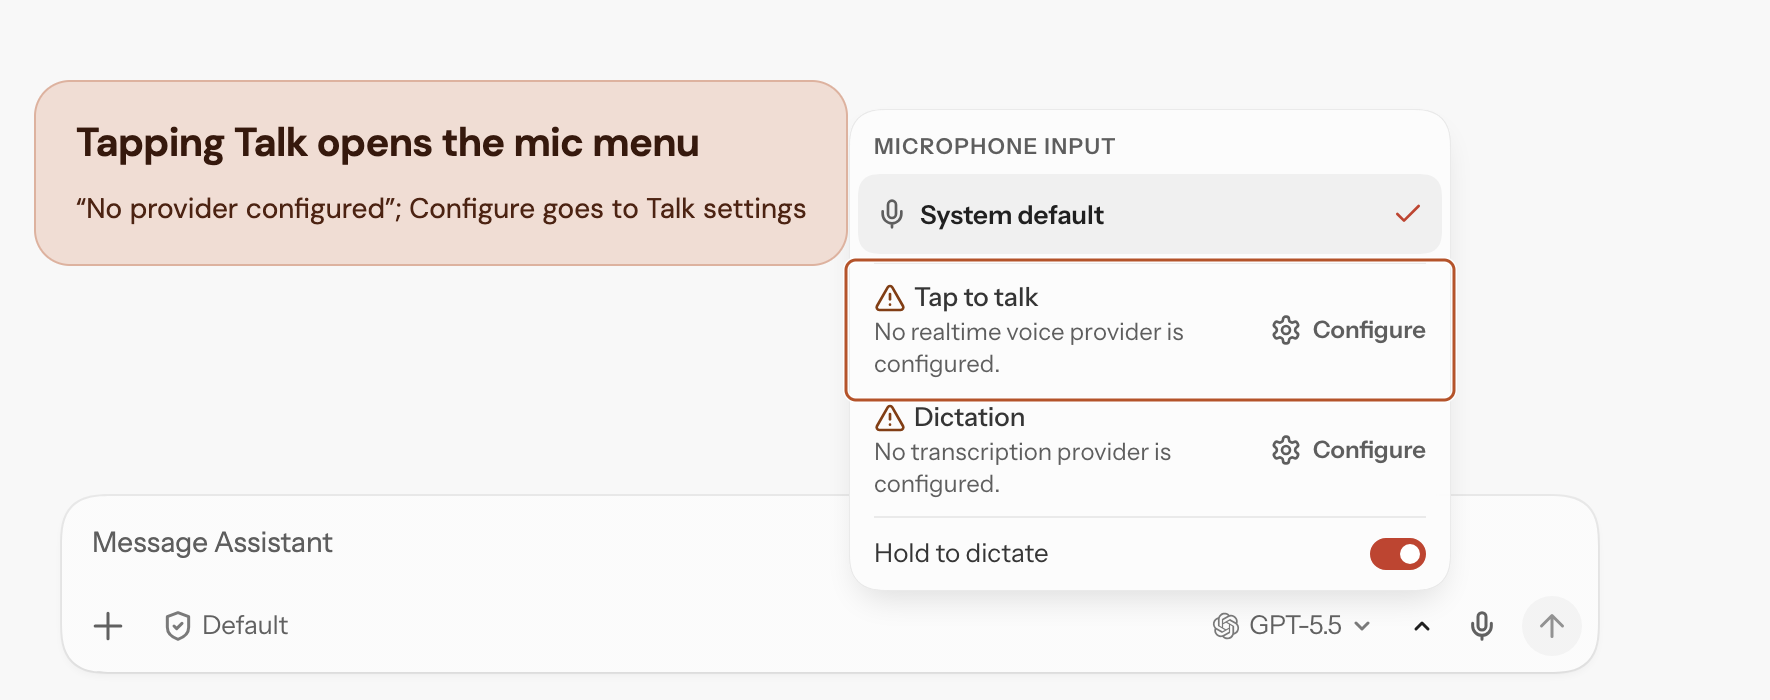 Tapping Talk opens the mic menu
“No provider configured”; Configure goes to Talk settings
MICROPHONE INPUT
System default
Tap to talk
No realtime voice provider is
configured.
Configure
Dictation
No transcription provider is
configured.
Configure
Hold to dictate
Message Assistant
Default
GPT-5.5